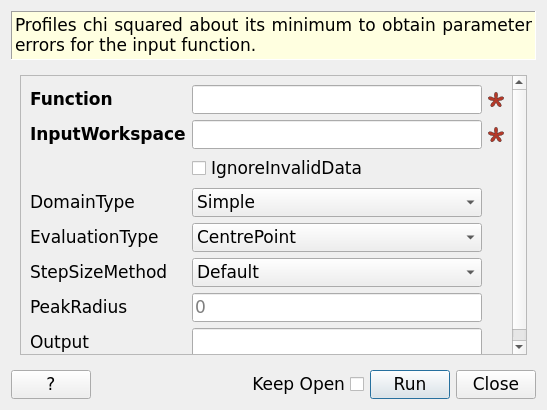 Profiles chi squared about its minimum to obtain parameter
errors for the input function.
Function
InputWorkspace
IgnoreInvalidData
DomainType Simple
EvaluationType CentrePoint
StepSizeMethod Default
PeakRadius 0
Output
? Keep Open Run Close